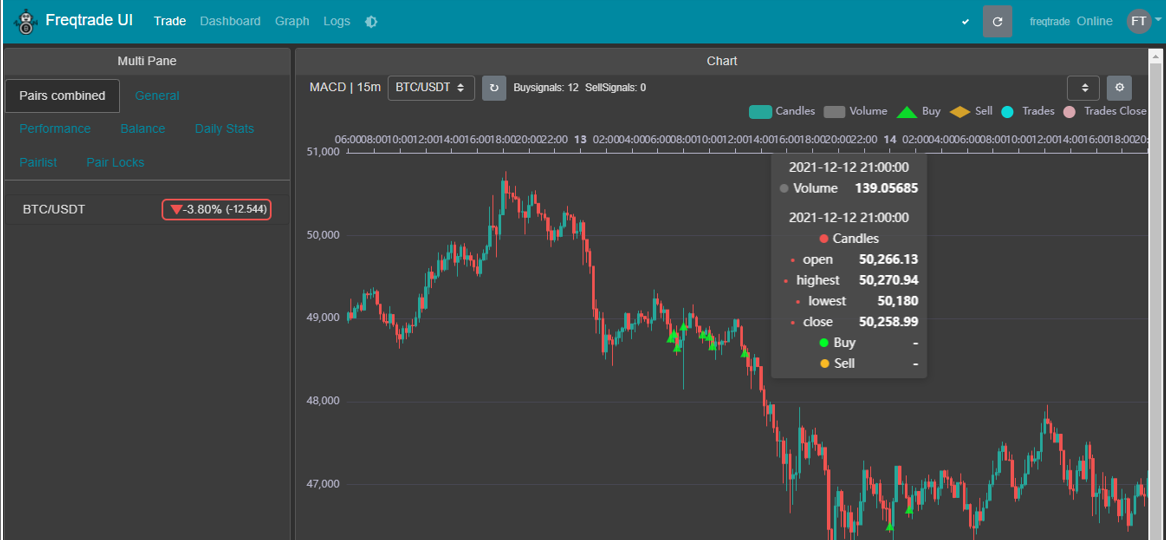 Freqtrade UI Trade Dashboard Graph Logs freqtrade Online FT
Multi Pane
Chart
Pairs combined General
Performance Balance Daily Stats
Pairlist Pair Locks
BTC/USDT -3.80% (-12.544)
MACD | 15m BTC/USDT Buysignals: 12 SellSignals: 0
Candles Volume Buy Sell Trades Trades Close
06:00 08:00 10:00 12:00 14:00 16:00 18:00 20:00 22:00 13 02:00 04:00 06:00 08:00 10:00 12:00 14:00 16:00 18:00 20:00 22:00 14 02:00 04:00 06:00 08:00 10:00 12:00 14:00 16:00 18:00 20:
51,000
50,000
49,000
48,000
47,000
2021-12-12 21:00:00
Volume 139.05685
2021-12-12 21:00:00
Candles
open 50,266.13
highest 50,270.94
lowest 50,180
close 50,258.99
Buy -
Sell -